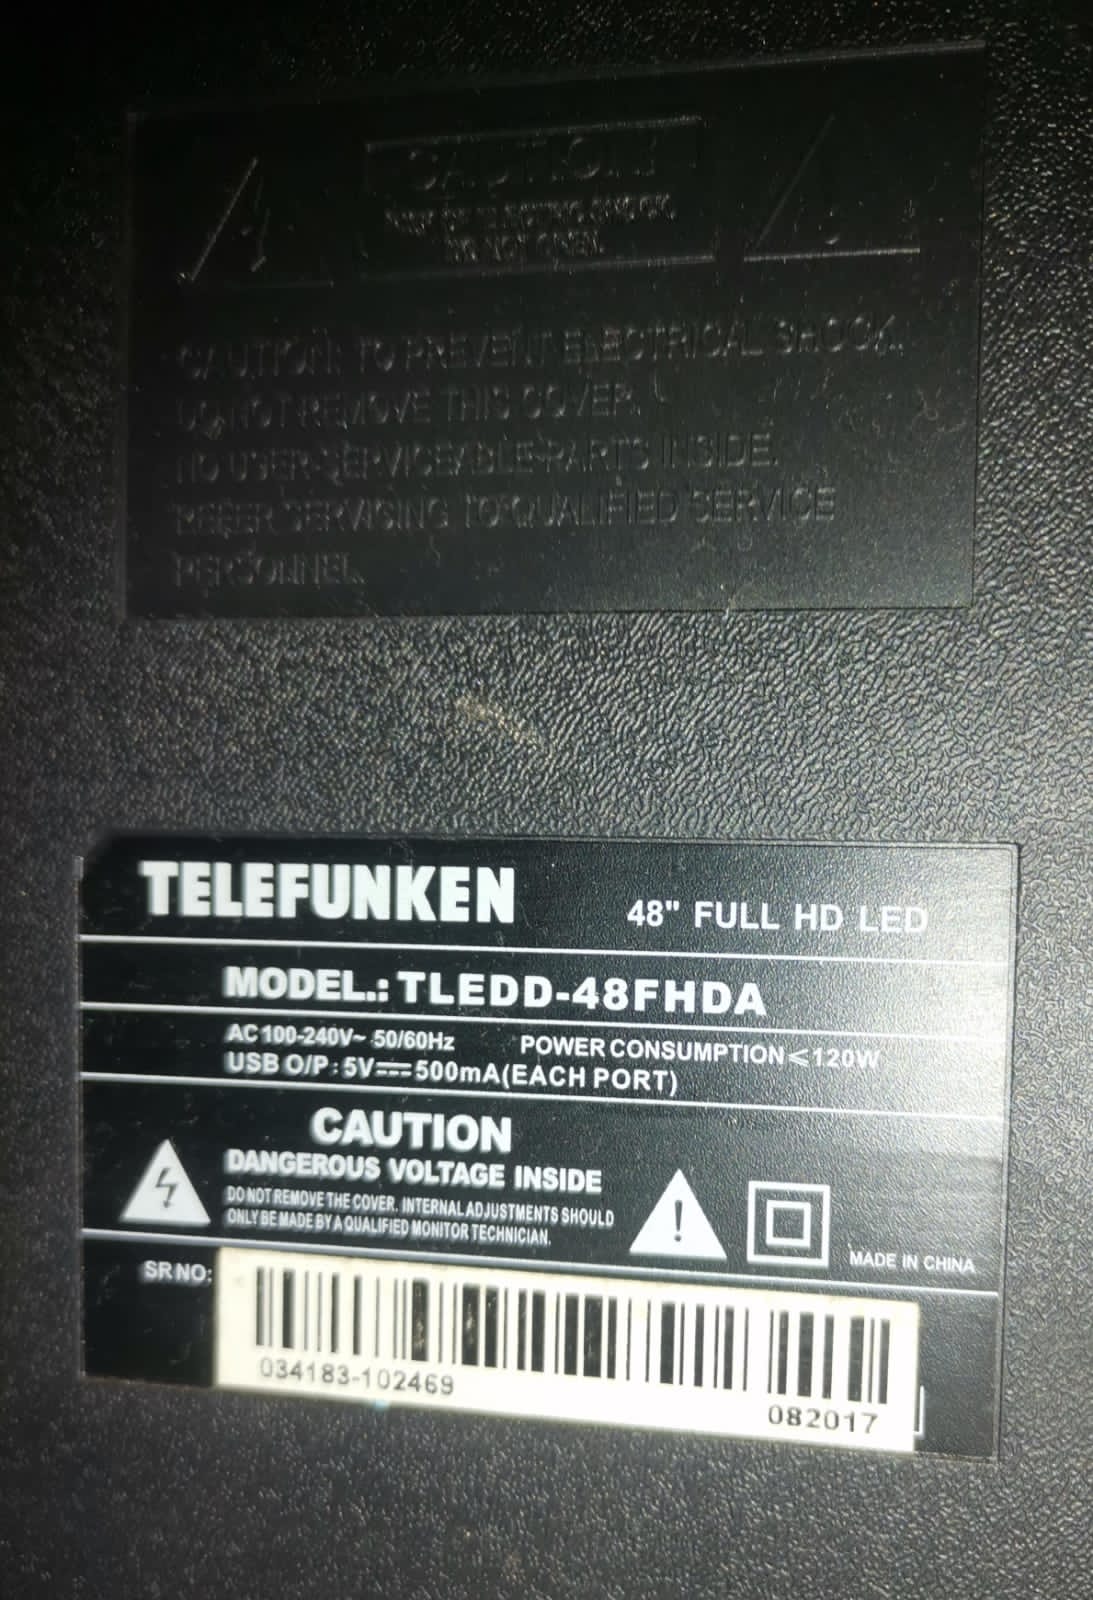 CAUTION!
RISK OF ELECTRIC SHOCK.
DO NOT OPEN.
CAUTION: TO PREVENT ELECTRICAL SHOCK.
DO NOT REMOVE THIS COVER.
NO USER-SERVICEABLE PARTS INSIDE.
REFER SERVICING TO QUALIFIED SERVICE
PERSONNEL.
TELEFUNKEN
48" FULL HD LED
MODEL.: TLEDD-48FHDA
AC 100-240V~ 50/60Hz POWER CONSUMPTION≤120W
USB O/P: 5V⎓500mA(EACH PORT)
CAUTION
DANGEROUS VOLTAGE INSIDE
DO NOT REMOVE THE COVER. INTERNAL ADJUSTMENTS SHOULD
ONLY BE MADE BY A QUALIFIED MONITOR TECHNICIAN.
MADE IN CHINA
SR NO:
034183-102469
082017